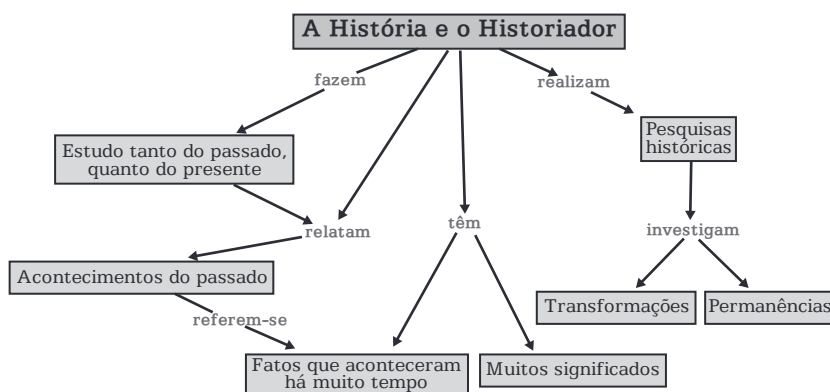 A História e o Historiador
fazem
realizam
Estudo tanto do passado,
quanto do presente
Pesquisas
históricas
relatam
têm
investigam
Acontecimentos do passado
Transformações
Permanências
referem-se
Fatos que aconteceram
há muito tempo
Muitos significados